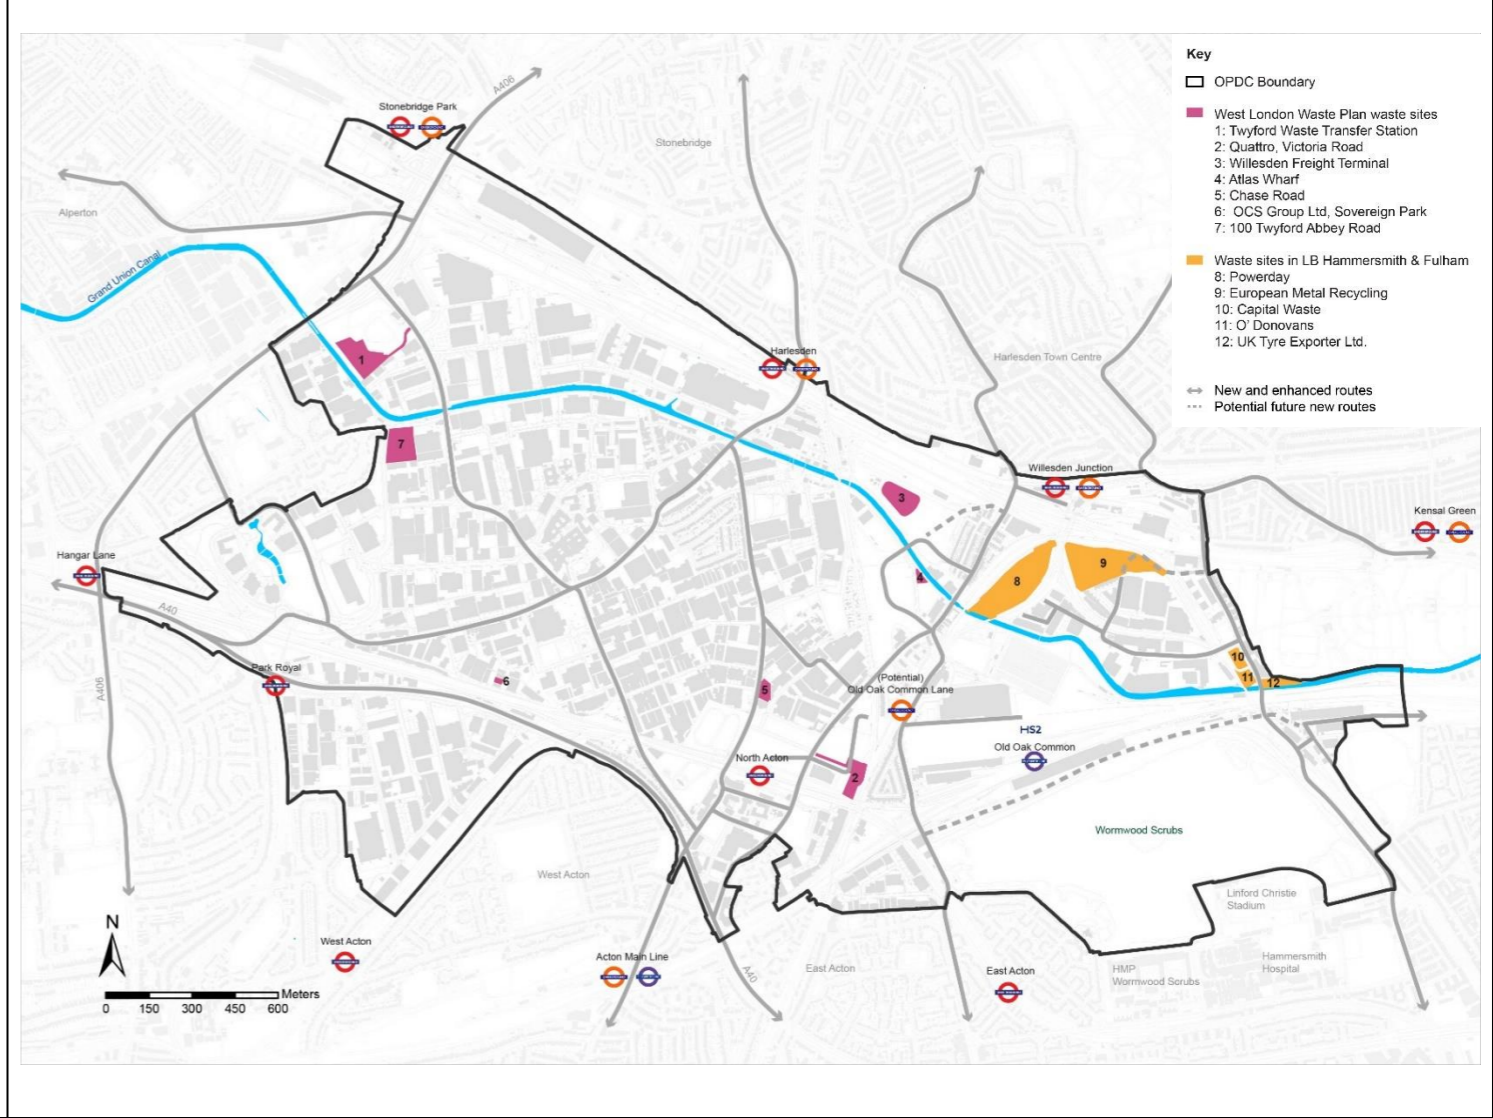 Key
OPDC Boundary
West London Waste Plan waste sites
1: Twyford Waste Transfer Station
2: Quattro, Victoria Road
3: Willesden Freight Terminal
4: Atlas Wharf
5: Chase Road
6: OCS Group Ltd, Sovereign Park
7: 100 Twyford Abbey Road
Waste sites in LB Hammersmith & Fulham
8: Powerday
9: European Metal Recycling
10: Capital Waste
11: O' Donovans
12: UK Tyre Exporter Ltd.
New and enhanced routes
Potential future new routes
A406
Stonebridge Park
Stonebridge
Alperton
Grand Union Canal
1
Harlesden
Harlesden Town Centre
7
Willesden Junction
3
Kensal Green
Hangar Lane
4
8
9
A40
Park Royal
A406
6
5
(Potential)
Old Oak Common Lane
10
11
12
HS2
Old Oak Common
North Acton
2
Wormwood Scrubs
West Acton
Linford Christie
Stadium
N
West Acton
Acton Main Line
A40
East Acton
East Acton
HMP
Wormwood Scrubs
Hammersmith
Hospital
Meters
0 150 300 450 600